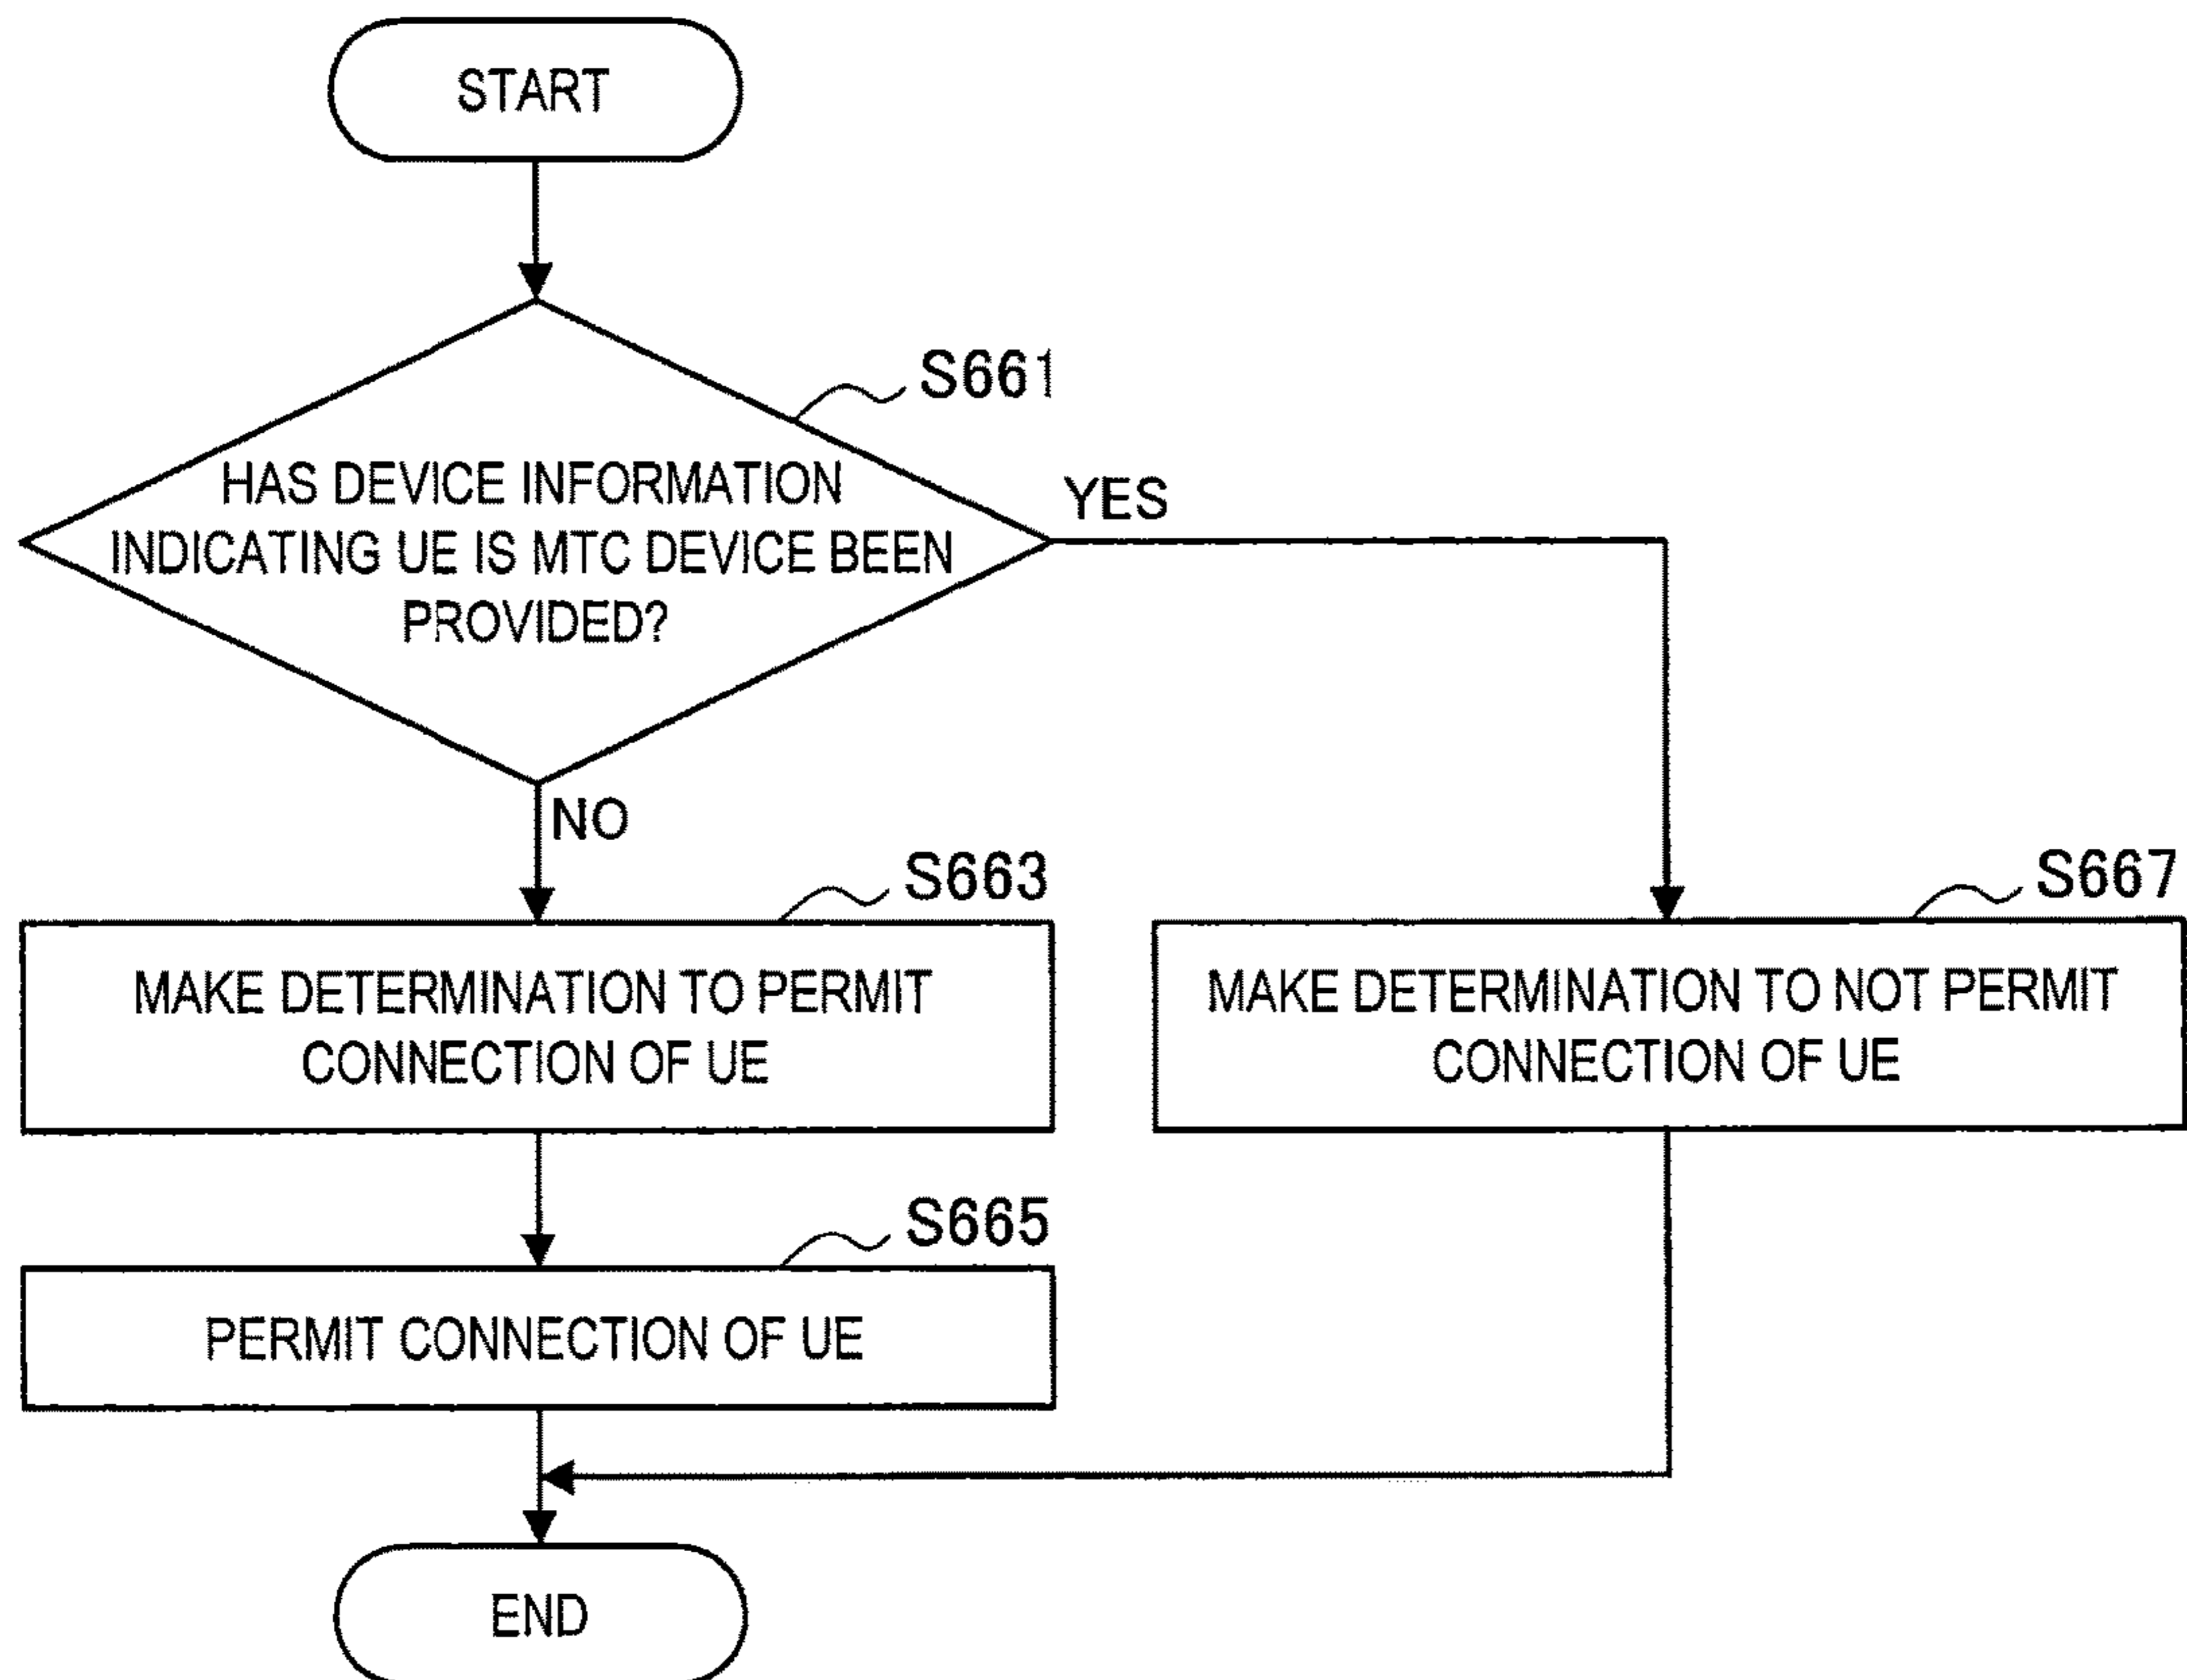 START
S661
HAS DEVICE INFORMATION
INDICATING UE IS MTC DEVICE BEEN
PROVIDED?
YES
NO
S663
MAKE DETERMINATION TO PERMIT
CONNECTION OF UE
S667
MAKE DETERMINATION TO NOT PERMIT
CONNECTION OF UE
S665
PERMIT CONNECTION OF UE
END